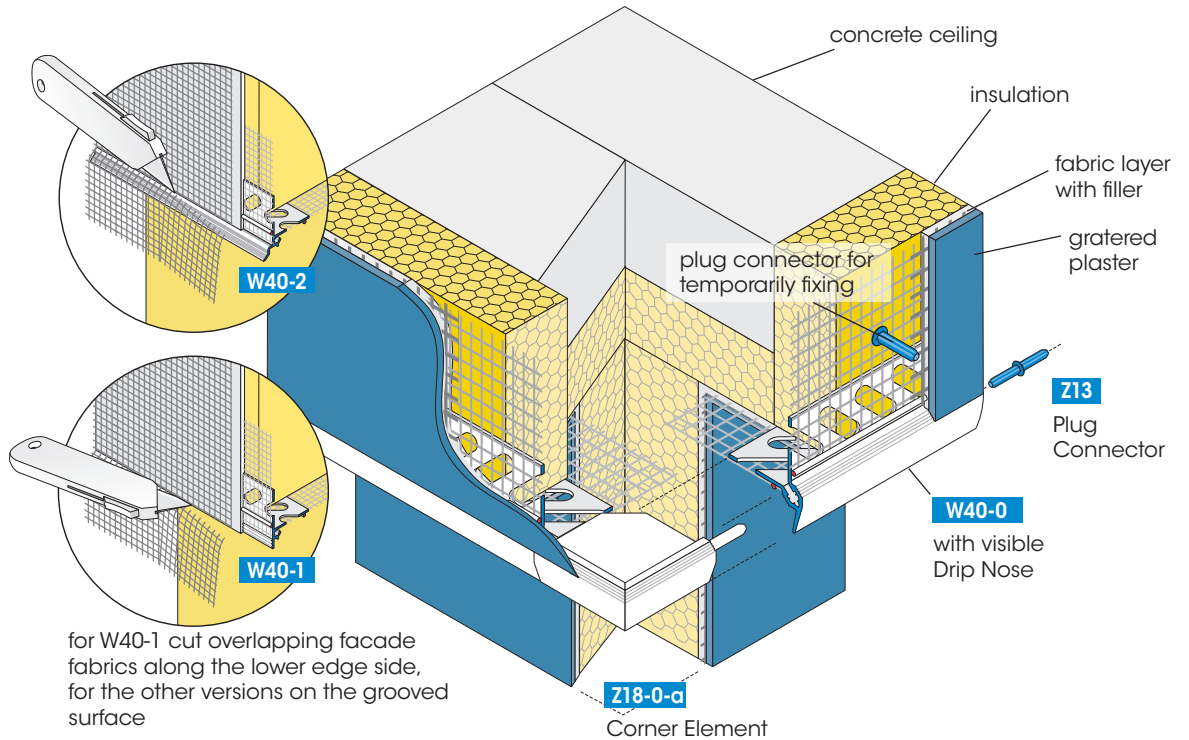 concrete ceiling
insulation
fabric layer
with filler
gratered
plaster
plug connector for
temporarily fixing
W40-2
Z13
Plug
Connector
W40-0
with visible
Drip Nose
W40-1
for W40-1 cut overlapping facade
fabrics along the lower edge side,
for the other versions on the grooved
surface
Z18-0-a
Corner Element